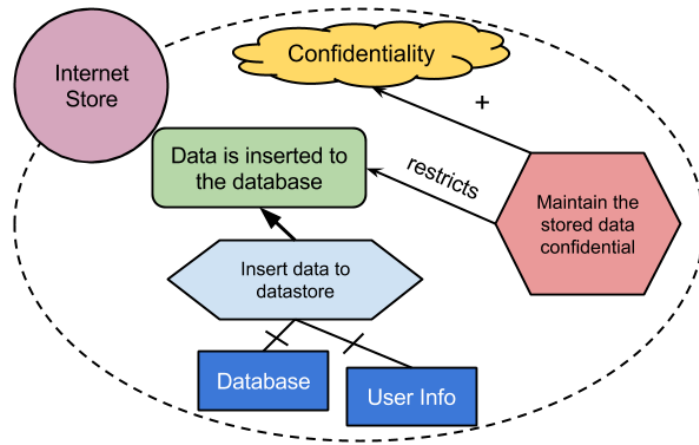 Internet
Store
Confidentiality
+
Data is inserted to
the database
restricts
Maintain the
stored data
confidential
Insert data to
datastore
Database
User Info